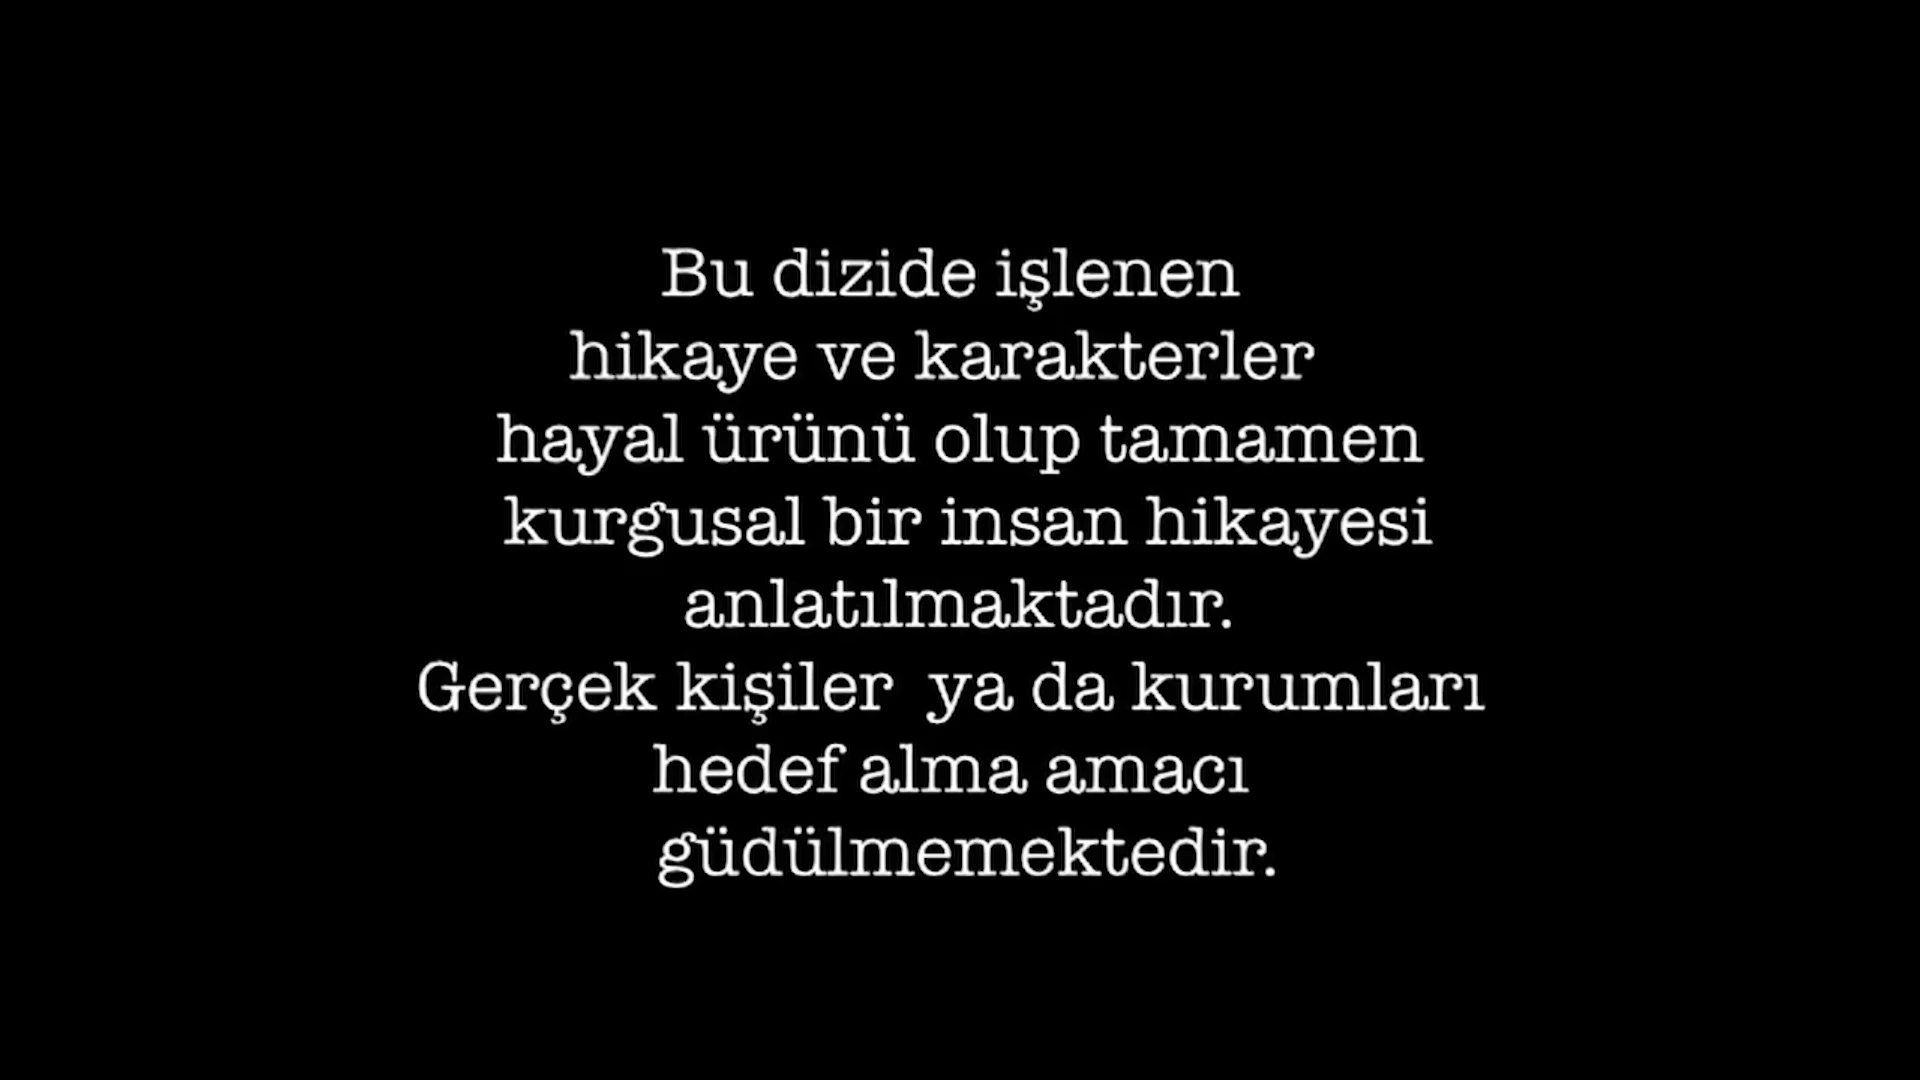 Bu dizide işlenen
hikaye ve karakterler
hayal ürünü olup tamamen
kurgusal bir insan hikayesi
anlatılmaktadır.
Gerçek kişiler  ya da kurumları
hedef alma amacı
güdülmemektedir.